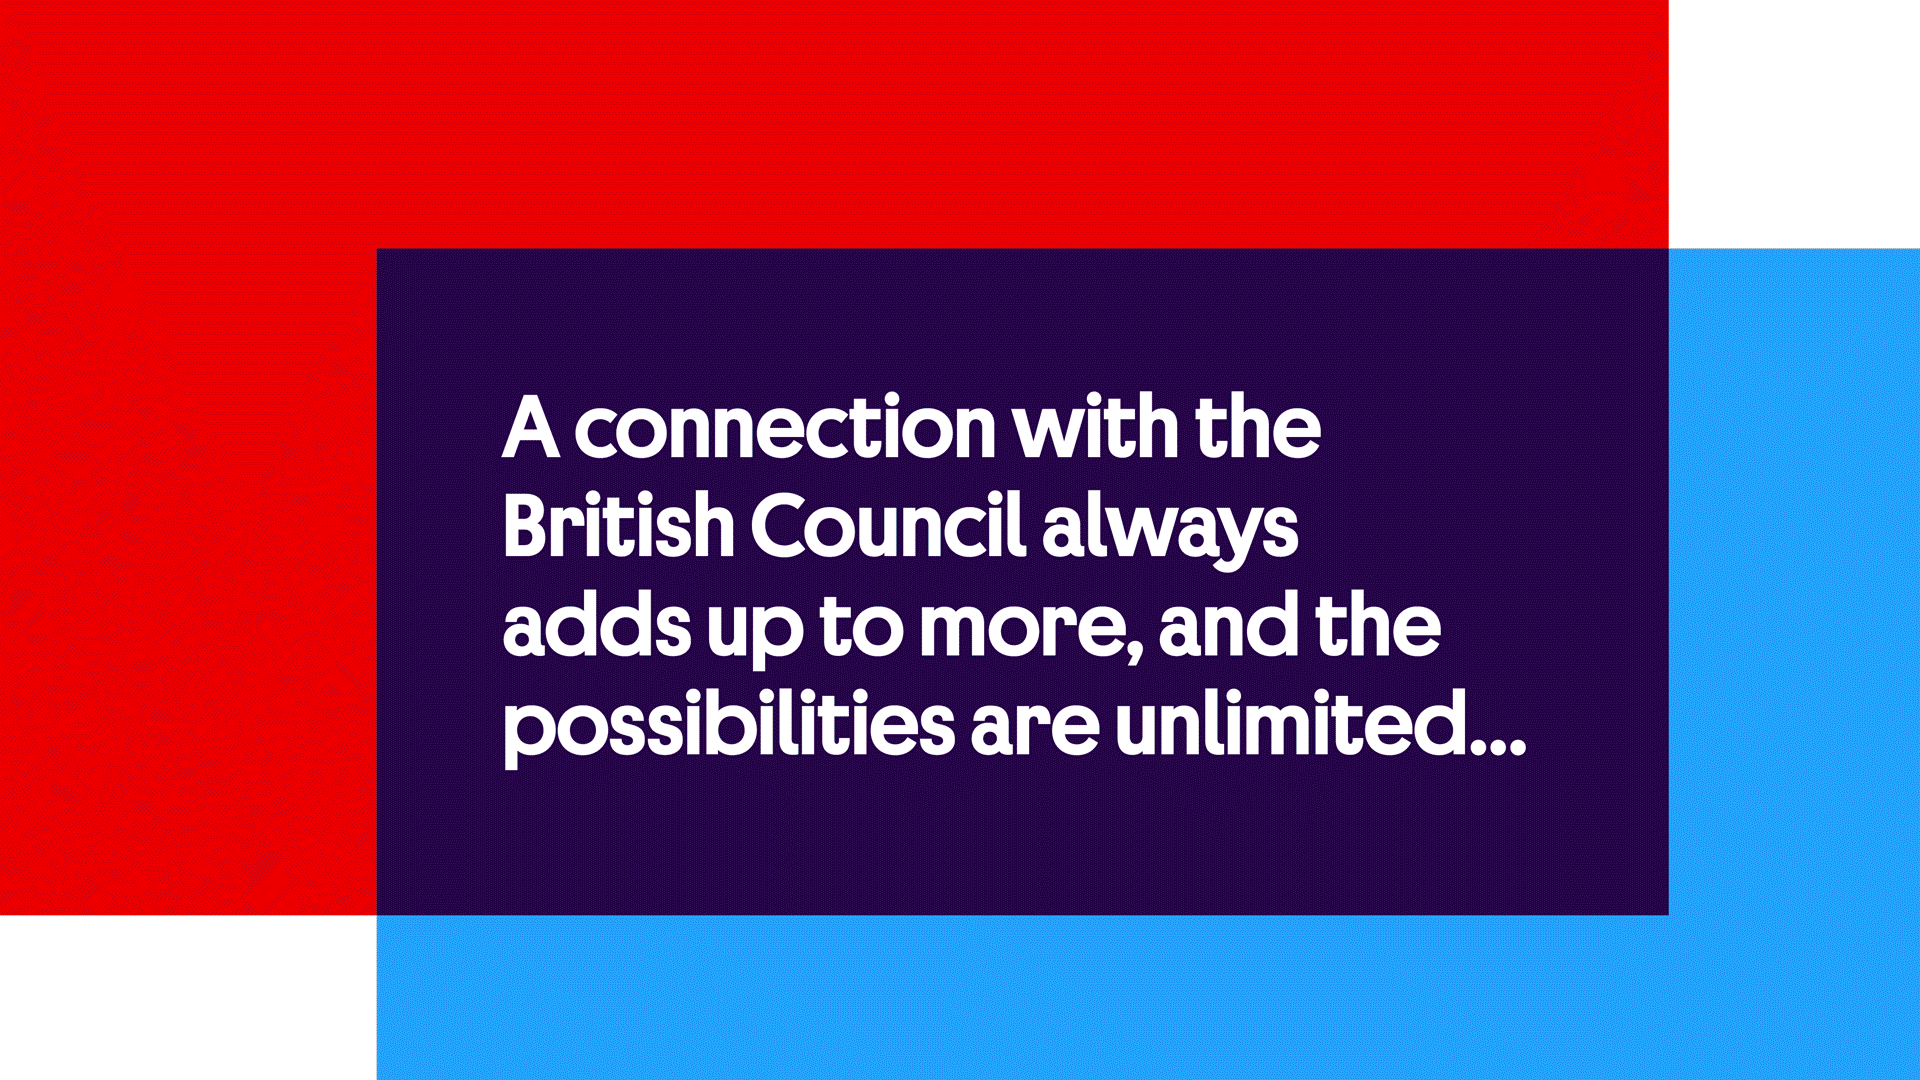 A connection with the
British Council always
adds up to more, and the
possibilities are unlimited...